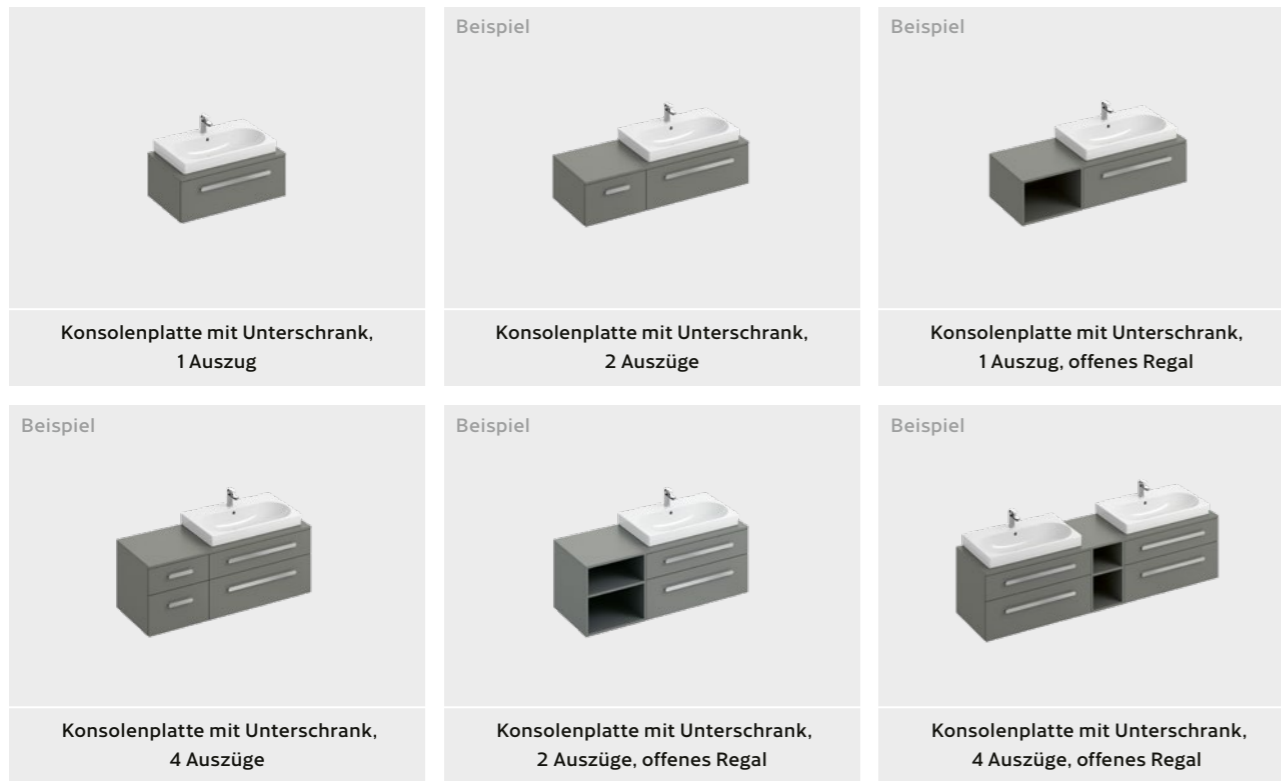 Konsolenplatte mit Unterschrank,
1 Auszug
Beispiel
Konsolenplatte mit Unterschrank,
2 Auszüge
Beispiel
Konsolenplatte mit Unterschrank,
1 Auszug, offenes Regal
Beispiel
Konsolenplatte mit Unterschrank,
4 Auszüge
Beispiel
Konsolenplatte mit Unterschrank,
2 Auszüge, offenes Regal
Beispiel
Konsolenplatte mit Unterschrank,
4 Auszüge, offenes Regal